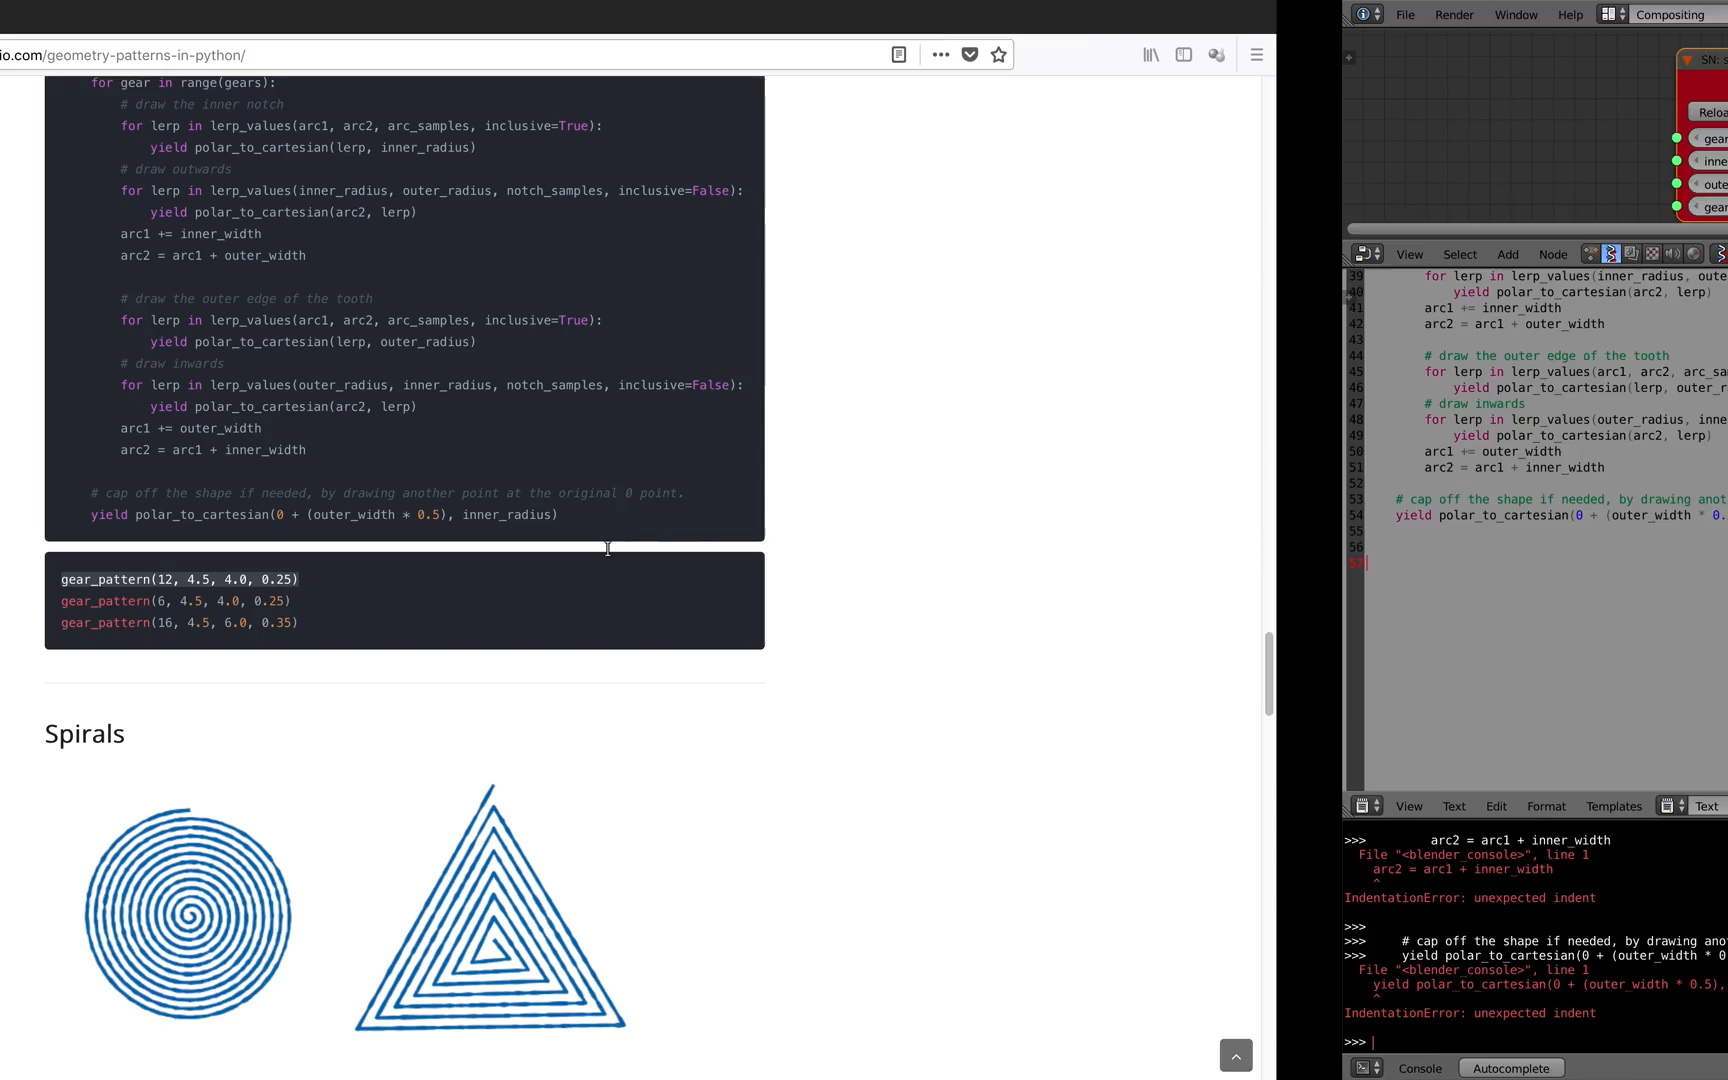 io.com/geometry-patterns-in-python/
for gear in range(gears):
# draw the inner notch
for lerp in lerp_values(arc1, arc2, arc_samples, inclusive=True):
yield polar_to_cartesian(lerp, inner_radius)
# draw outwards
for lerp in lerp_values(inner_radius, outer_radius, notch_samples, inclusive=False):
yield polar_to_cartesian(arc2, lerp)
arc1 += inner_width
arc2 = arc1 + outer_width
# draw the outer edge of the tooth
for lerp in lerp_values(arc1, arc2, arc_samples, inclusive=True):
yield polar_to_cartesian(lerp, outer_radius)
# draw inwards
for lerp in lerp_values(outer_radius, inner_radius, notch_samples, inclusive=False):
yield polar_to_cartesian(arc2, lerp)
arc1 += outer_width
arc2 = arc1 + inner_width
# cap off the shape if needed, by drawing another point at the original 0 point.
yield polar_to_cartesian(0 + (outer_width * 0.5), inner_radius)
gear_pattern(12, 4.5, 4.0, 0.25)
gear_pattern(6, 4.5, 4.0, 0.25)
gear_pattern(16, 4.5, 6.0, 0.35)
Spirals
File Render Window Help Compositing
SN: s
Reloa
gear
inne
oute
gear
View Select Add Node
39 for lerp in lerp_values(inner_radius, oute
40 yield polar_to_cartesian(arc2, lerp)
41 arc1 += inner_width
42 arc2 = arc1 + outer_width
43
44 # draw the outer edge of the tooth
45 for lerp in lerp_values(arc1, arc2, arc_sa
46 yield polar_to_cartesian(lerp, outer_r
47 # draw inwards
48 for lerp in lerp_values(outer_radius, inne
49 yield polar_to_cartesian(arc2, lerp)
50 arc1 += outer_width
51 arc2 = arc1 + inner_width
52
53 # cap off the shape if needed, by drawing anot
54 yield polar_to_cartesian(0 + (outer_width * 0.
55
56
57
View Text Edit Format Templates Text
>>> arc2 = arc1 + inner_width
File "<blender_console>", line 1
arc2 = arc1 + inner_width
^
IndentationError: unexpected indent
>>>
>>> # cap off the shape if needed, by drawing ano
>>> yield polar_to_cartesian(0 + (outer_width * 0
File "<blender_console>", line 1
yield polar_to_cartesian(0 + (outer_width * 0.5),
^
IndentationError: unexpected indent
>>>
Console Autocomplete